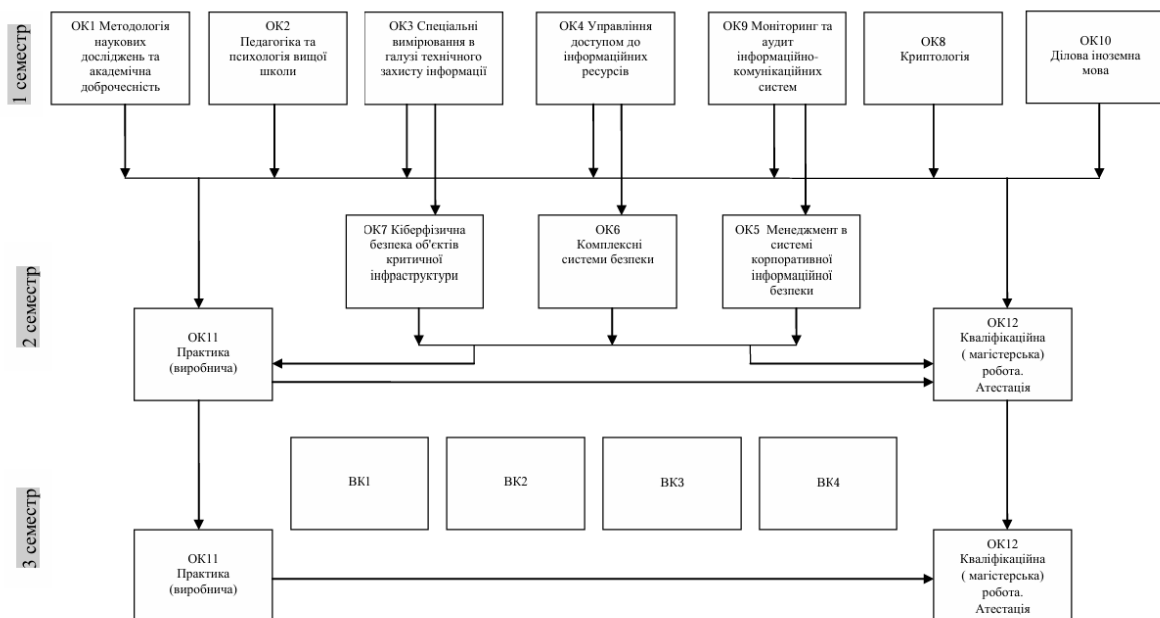 1 семестр
ОК1 Методологія
наукових
досліджень та
академічна
доброчесність
ОК2
Педагогіка та
психологія вищої
школи
ОК3 Спеціальні
вимірювання в
галузі технічного
захисту інформації
ОК4 Управління
доступом до
інформаційних
ресурсів
ОК9 Моніторинг та
аудит
інформаційно-
комунікаційних
систем
ОК8
Криптологія
ОК10
Ділова іноземна
мова
2 семестр
ОК7 Кіберфізична
безпека об'єктів
критичної
інфраструктури
ОК6
Комплексні
системи безпеки
ОК5 Менеджмент в
системі
корпоративної
інформаційної
безпеки
ОК11
Практика
(виробнича)
ОК12
Кваліфікаційна
( магістерська)
робота.
Атестація
3 семестр
ВК1
ВК2
ВК3
ВК4
ОК11
Практика
(виробнича)
ОК12
Кваліфікаційна
( магістерська)
робота.
Атестація